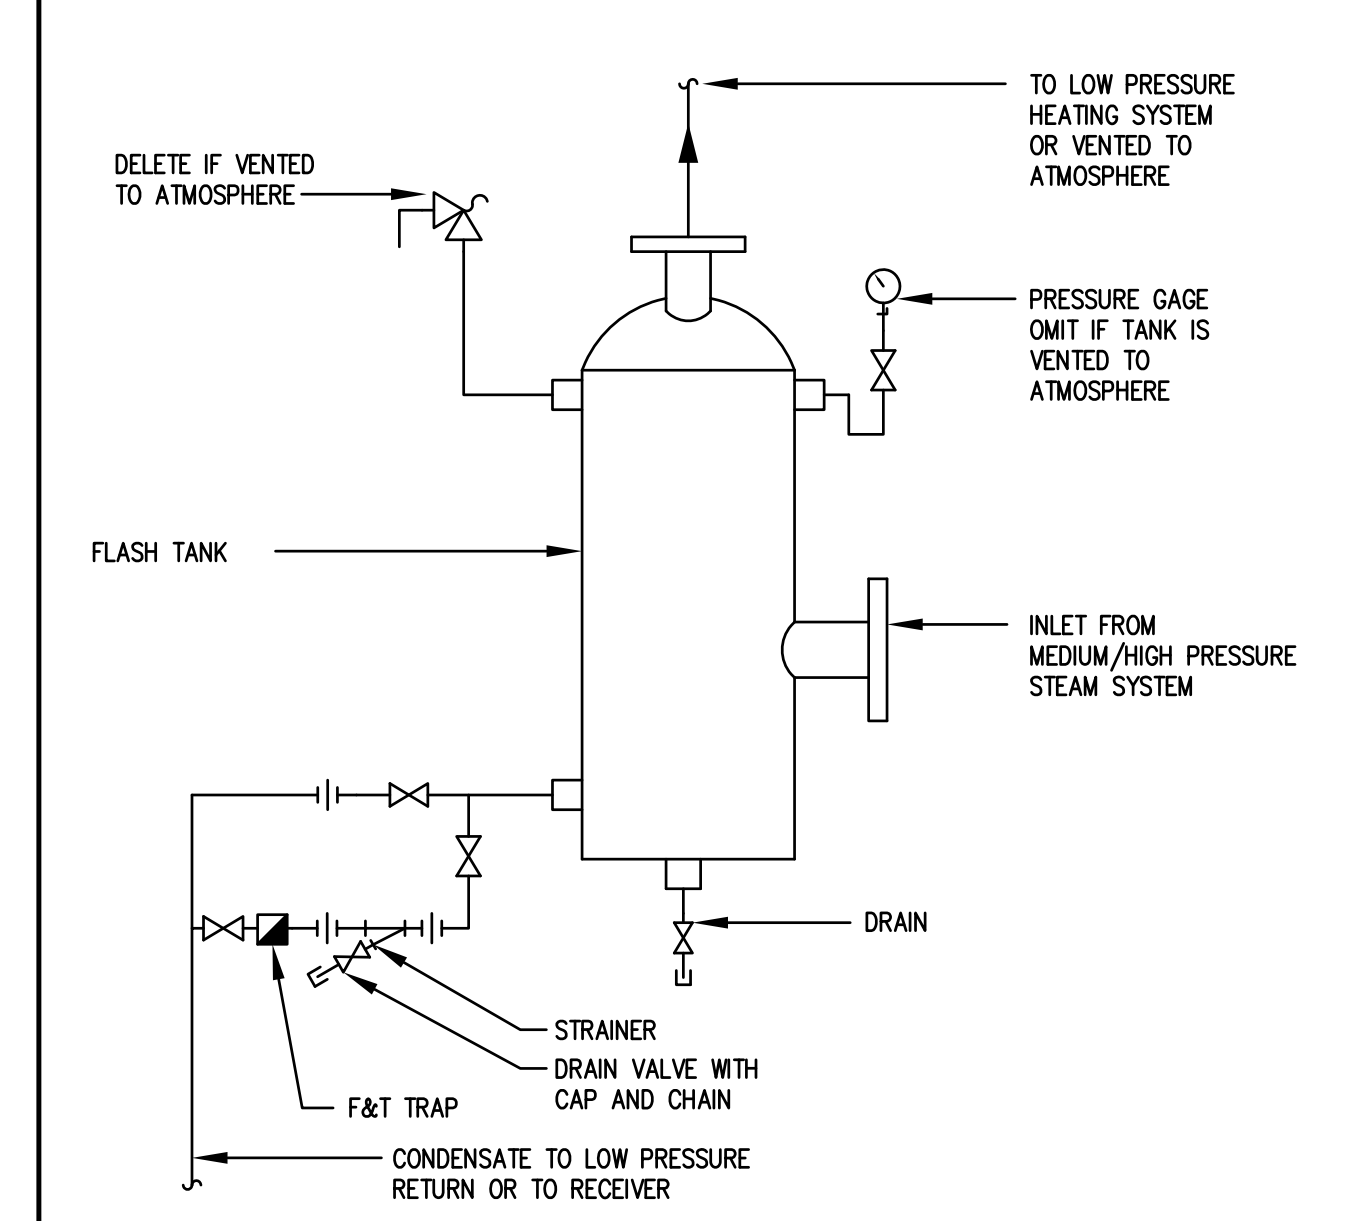 TO LOW PRESSURE
HEATING SYSTEM
OR VENTED TO
ATMOSPHERE
DELETE IF VENTED
TO ATMOSPHERE
PRESSURE GAGE
OMIT IF TANK IS
VENTED TO
ATMOSPHERE
FLASH TANK
INLET FROM
MEDIUM/HIGH PRESSURE
STEAM SYSTEM
DRAIN
STRAINER
DRAIN VALVE WITH
CAP AND CHAIN
F&T TRAP
CONDENSATE TO LOW PRESSURE
RETURN OR TO RECEIVER